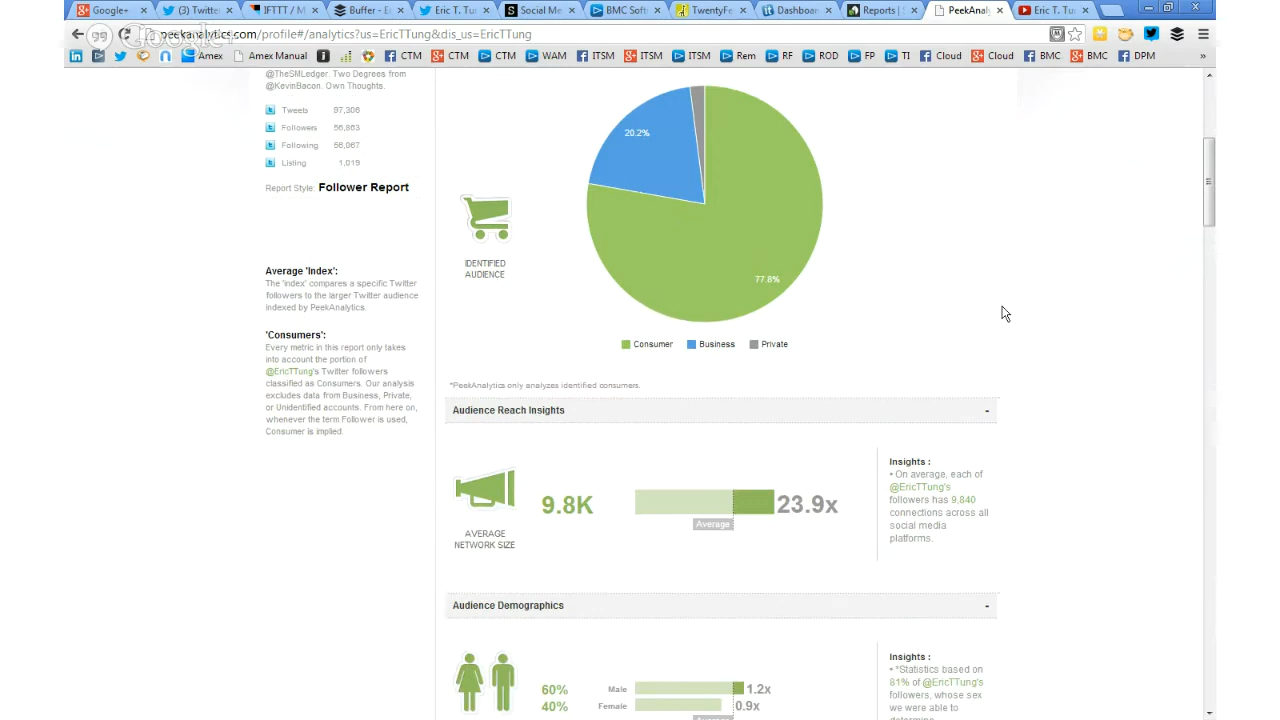 Google+
(3) Twitte
IFTTT / M
Buffer - E
Eric T. Tu
Social Me
BMC Soft
TwentyFe
Dashboar
Reports | S
PeekAnaly
Eric T. Tu
peekanalytics.com/profile#/analytics?us=EricTTung&dis_us=EricTTung
Google+
Amex
Amex Manual
CTM
CTM
CTM
WAM
ITSM
ITSM
ITSM
Rem
RF
ROD
FP
TI
Cloud
Cloud
BMC
BMC
DPM
»
@TheSMLedger. Two Degrees from
@KevinBacon. Own Thoughts.
Tweets 97,306
Followers 56,863
Following 56,067
Listing 1,019
Report Style: Follower Report
Average 'Index':
The 'index' compares a specific Twitter
followers to the larger Twitter audience
indexed by PeekAnalytics.
'Consumers':
Every metric in this report only takes
into account the portion of
@EricTTung's Twitter followers
classified as Consumers. Our analysis
excludes data from Business, Private,
or Unidentified accounts. From here on,
whenever the term Follower is used,
Consumer is implied.
IDENTIFIED
AUDIENCE
20.2%
77.8%
Consumer Business Private
*PeekAnalytics only analyzes identified consumers.
Audience Reach Insights -
AVERAGE
NETWORK SIZE
9.8K
23.9x
Average
Insights :
• On average, each of
@EricTTung's
followers has 9,840
connections across all
social media
platforms.
Audience Demographics -
60% Male 1.2x
40% Female 0.9x
Insights :
• *Statistics based on
81% of @EricTTung's
followers, whose sex
we were able to